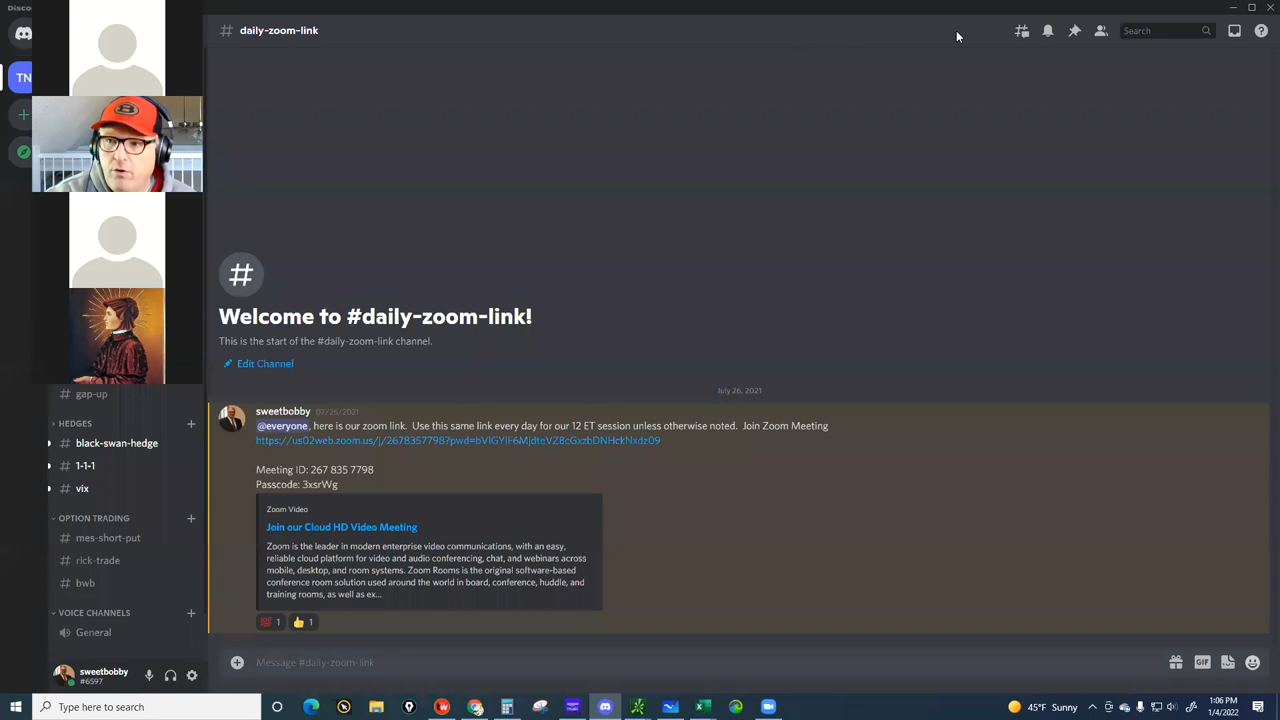 Disco
# daily-zoom-link
Search
TN
B
#
Welcome to #daily-zoom-link!
This is the start of the #daily-zoom-link channel.
Edit Channel
July 26, 2021
sweetbobby 07/26/2021
@everyone, here is our zoom link. Use this same link every day for our 12 ET session unless otherwise noted. Join Zoom Meeting
Meeting ID: 267 835 7798
Passcode: 3xsrWg
Zoom Video
Join our Cloud HD Video Meeting
Zoom is the leader in modern enterprise video communications, with an easy,
reliable cloud platform for video and audio conferencing, chat, and webinars across
mobile, desktop, and room systems. Zoom Rooms is the original software-based
conference room solution used around the world in board, conference, huddle, and
training rooms, as well as ex...
1 1
Message #daily-zoom-link
GIF
# gap-up
HEDGES
# black-swan-hedge
# 1-1-1
# vix
OPTION TRADING
# mes-short-put
# rick-trade
# bwb
VOICE CHANNELS
General
sweetbobby
#6597
Type here to search
45°F Sunny
1:06 PM
1/4/2022